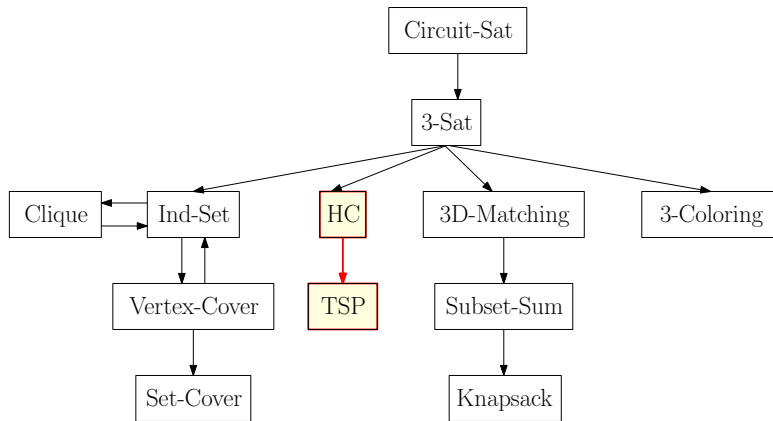 Circuit-Sat
3-Sat
Clique
Ind-Set
HC
3D-Matching
3-Coloring
Vertex-Cover
TSP
Subset-Sum
Set-Cover
Knapsack